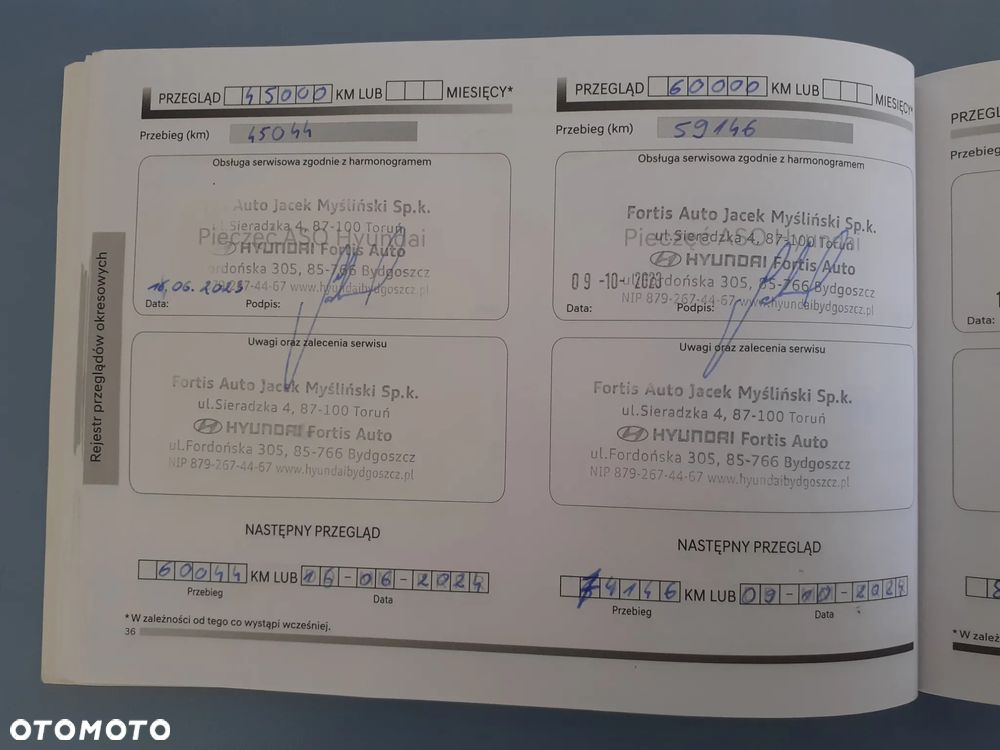 PRZEGLĄD 45000 KM LUB MIESIĘCY*
Przebieg (km) 45044
Obsługa serwisowa zgodnie z harmonogramem
Auto Jacek Myśliński Sp.k.
ul.Sieradzka 4, 87-100 Toruń
Pieczęć ASO Hyundai
HYUNDAI Fortis Auto
ordońska 305, 85-766 Bydgoszcz
-44-67 www.hyundaibydgoszcz.pl
16.06.2023
Data: Podpis:
Uwagi oraz zalecenia serwisu
Fortis Auto Jacek Myśliński Sp.k.
ul.Sieradzka 4, 87-100 Toruń
HYUNDAI Fortis Auto
ul.Fordońska 305, 85-766 Bydgoszcz
NIP 879-267-44-67 www.hyundaibydgoszcz.pl
NASTĘPNY PRZEGLĄD
60044 KM LUB 16-06-2024
Przebieg Data
*W zależności od tego co wystąpi wcześniej.
36
Rejestr przeglądów okresowych
PRZEGLĄD 60000 KM LUB MIESIĘCY*
Przebieg (km) 59146
Obsługa serwisowa zgodnie z harmonogramem
Fortis Auto Jacek Myśliński Sp.k.
ul.Sieradzka 4, 87-100 Toruń
Pieczęć ASO Hyundai
HYUNDAI Fortis Auto
ul.Fordońska 305, 85-766 Bydgoszcz
09-10-2023
NIP 879-267-44-67 www.hyundaibydgoszcz.pl
Data: Podpis:
Uwagi oraz zalecenia serwisu
Fortis Auto Jacek Myśliński Sp.k.
ul.Sieradzka 4, 87-100 Toruń
HYUNDAI Fortis Auto
ul.Fordońska 305, 85-766 Bydgoszcz
NIP 879-267-44-67 www.hyundaibydgoszcz.pl
NASTĘPNY PRZEGLĄD
74146 KM LUB 09-10-2024
Przebieg Data
PRZEGL
Przebieg
Data:
*W zależ
OTOMOTO